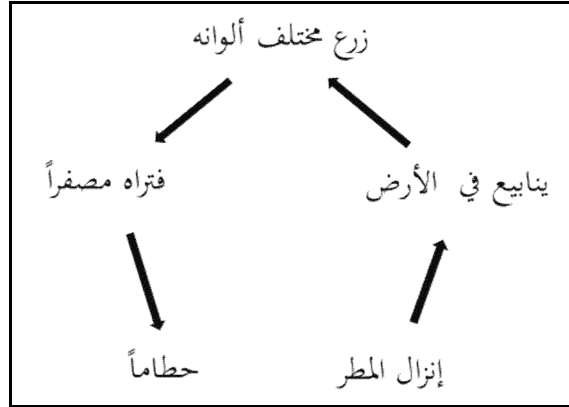 زرع مختلف ألوانه
ينابيع في الأرض
فتراه مصفراً
إنزال المطر
حطاماً